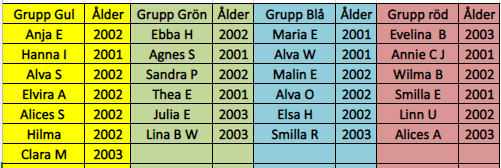 Grupp Gul Ålder Grupp Grön Ålder Grupp Blå Ålder Grupp röd Ålder
Anja E 2002 Ebba H 2002 Maria E 2001 Evelina B 2003
Hanna I 2001 Agnes S 2001 Alva W 2001 Annie C J 2001
Alva S 2002 Sandra P 2002 Malin E 2002 Wilma B 2002
Elvira A 2002 Thea E 2001 Alva O 2002 Smilla E 2001
Alices S 2002 Julia E 2003 Elsa H 2002 Linn U 2002
Hilma 2002 Lina B W 2003 Smilla R 2003 Alices A 2003
Clara M 2003